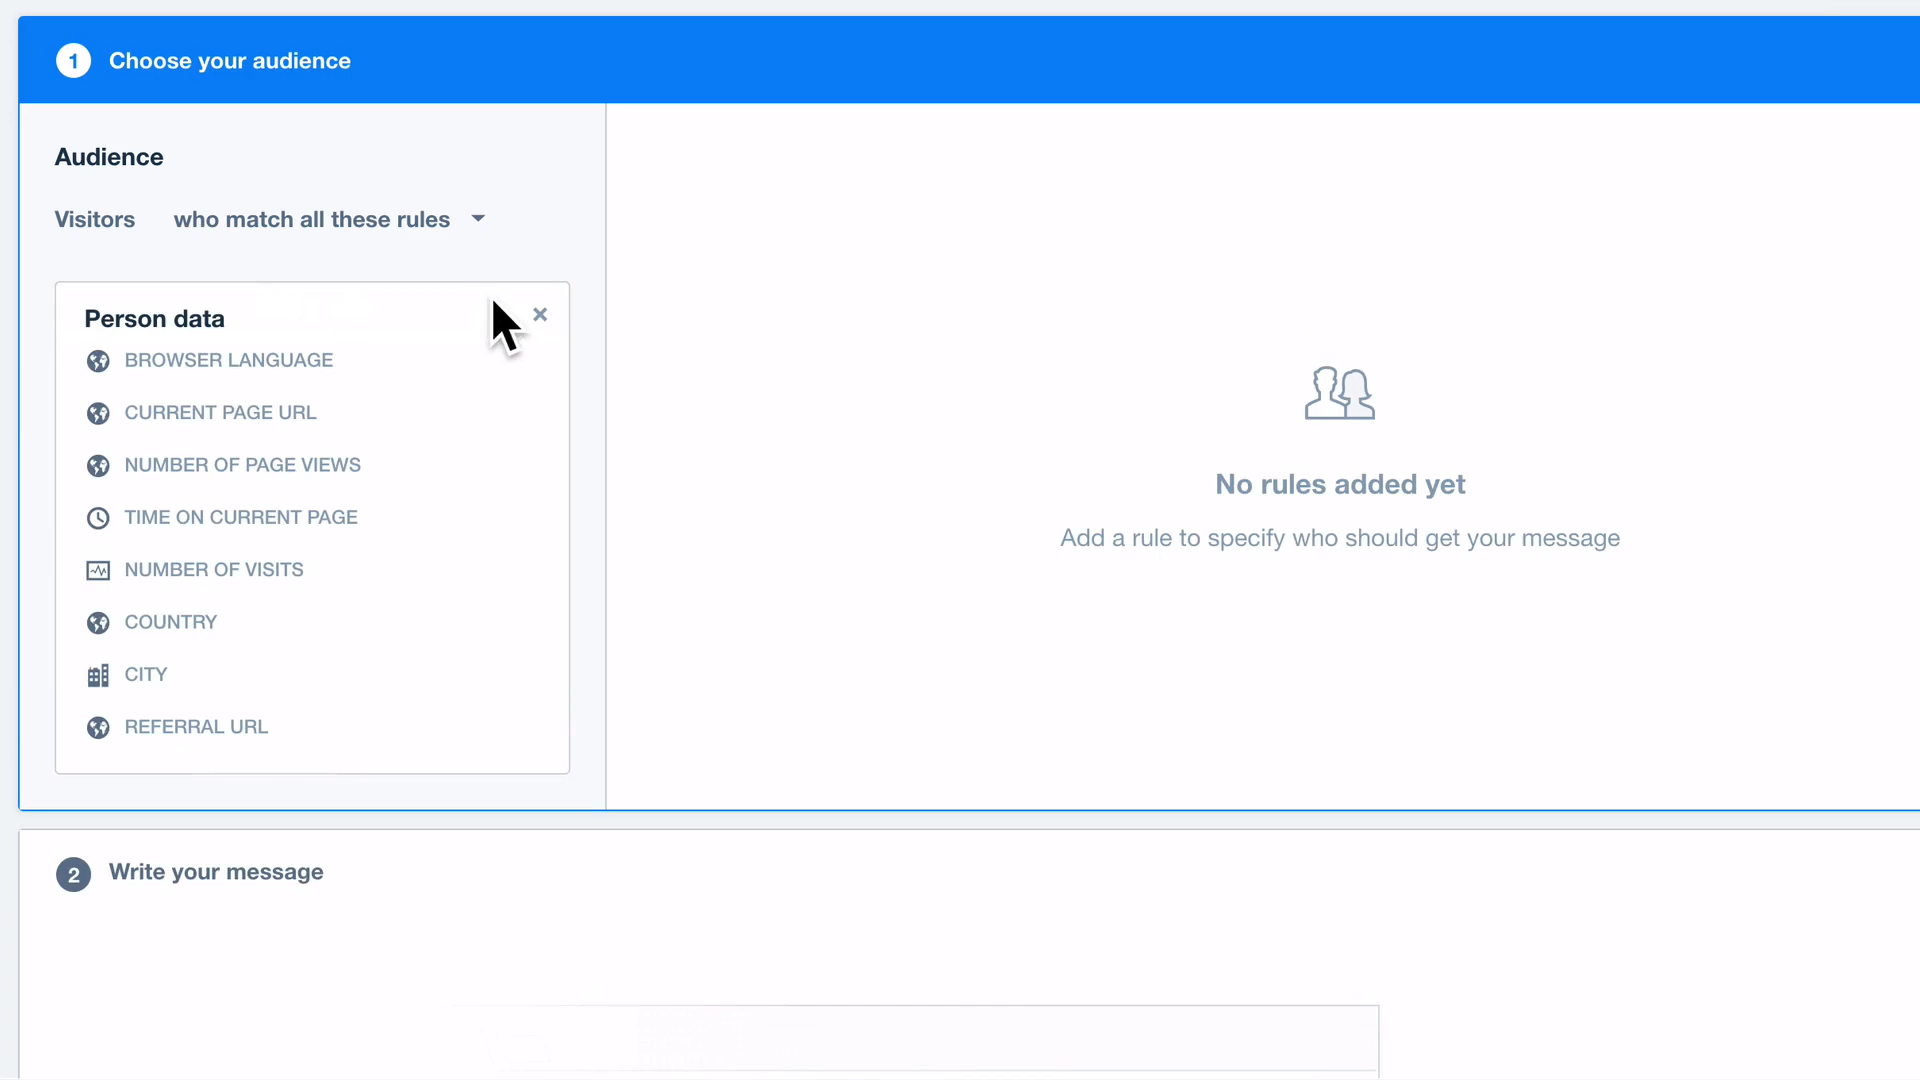 1 Choose your audience
Audience
Visitors who match all these rules
Person data
BROWSER LANGUAGE
CURRENT PAGE URL
NUMBER OF PAGE VIEWS
TIME ON CURRENT PAGE
NUMBER OF VISITS
COUNTRY
CITY
REFERRAL URL
No rules added yet
Add a rule to specify who should get your message
2 Write your message